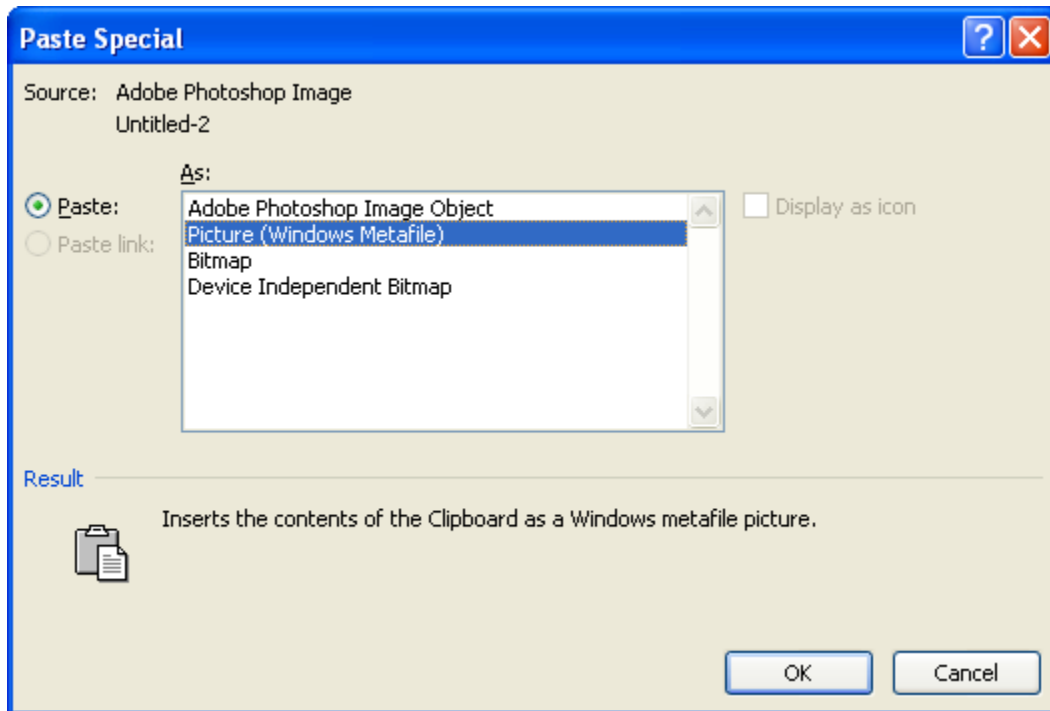 Paste Special
Source: Adobe Photoshop Image
Untitled-2
As:
Paste:
Paste link:
Adobe Photoshop Image Object
Picture (Windows Metafile)
Bitmap
Device Independent Bitmap
Display as icon
Result
Inserts the contents of the Clipboard as a Windows metafile picture.
OK
Cancel